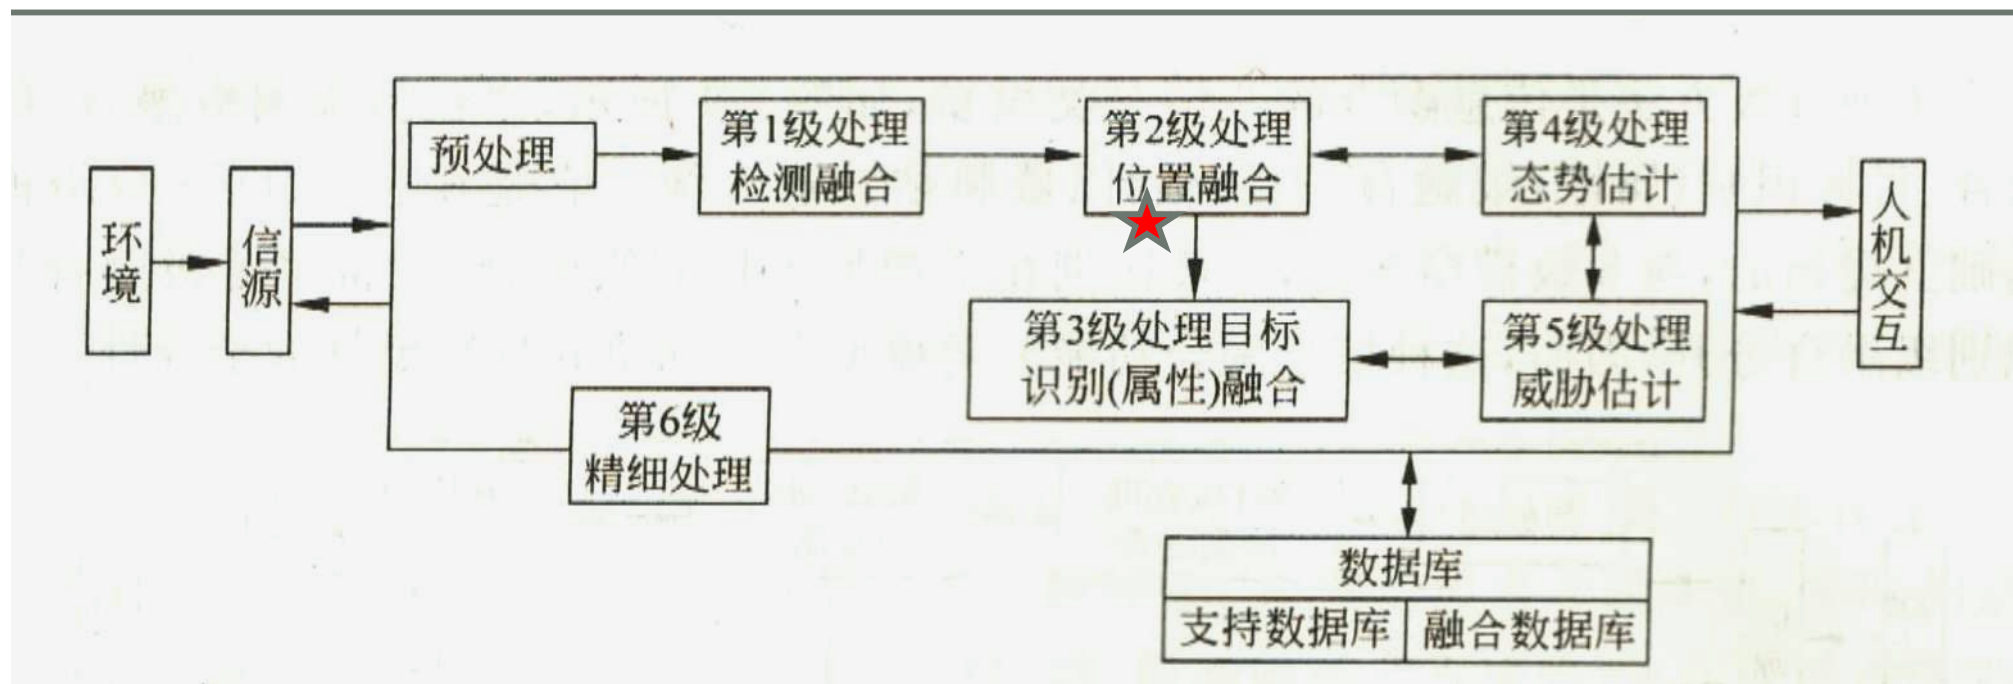 环境
信源
预处理
第1级处理
检测融合
第2级处理
位置融合
第4级处理
态势估计
第3级处理目标
识别(属性)融合
第5级处理
威胁估计
第6级
精细处理
人机交互
数据库
支持数据库
融合数据库